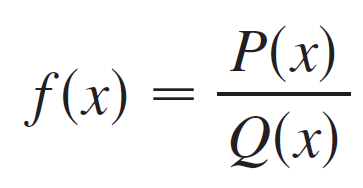 f(x) = P(x)/Q(x)